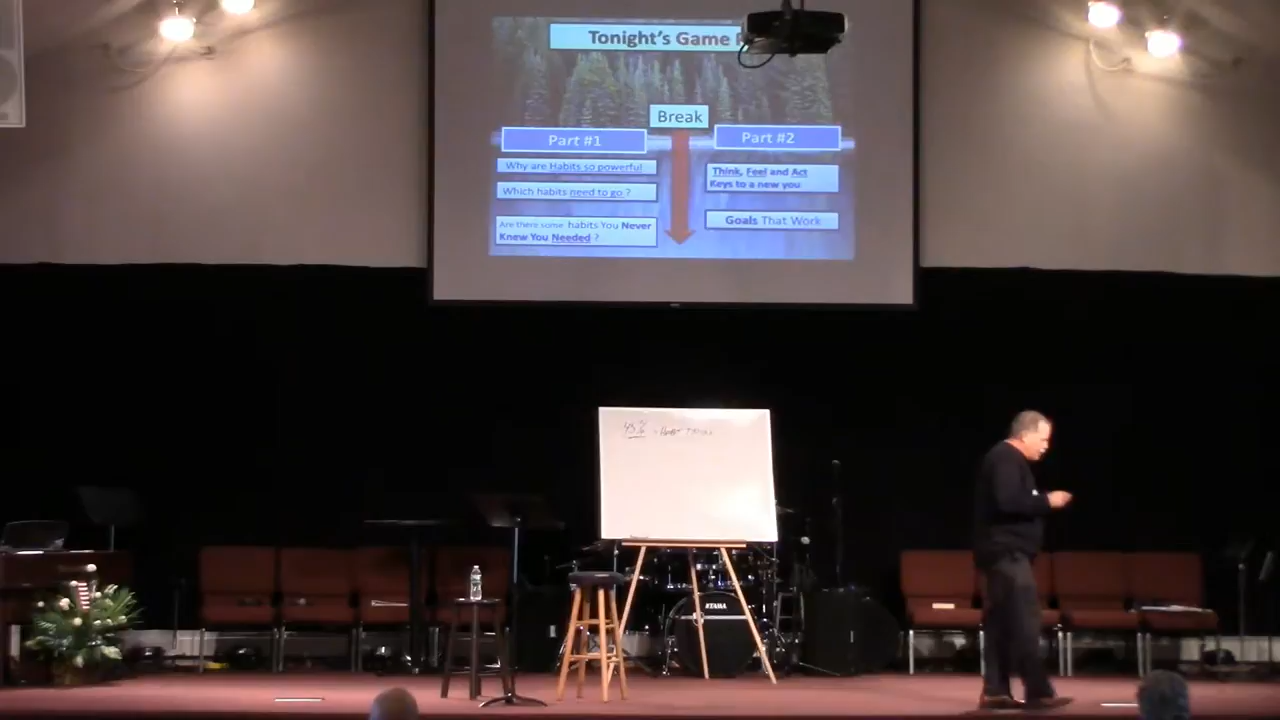 Tonight's Game
Break
Part #1
Part #2
Why are Habits so powerful
Which habits need to go ?
Are there some habits You Never
Knew You Needed ?
Think, Feel and Act
Keys to a new you
Goals That Work
45%
TAMA